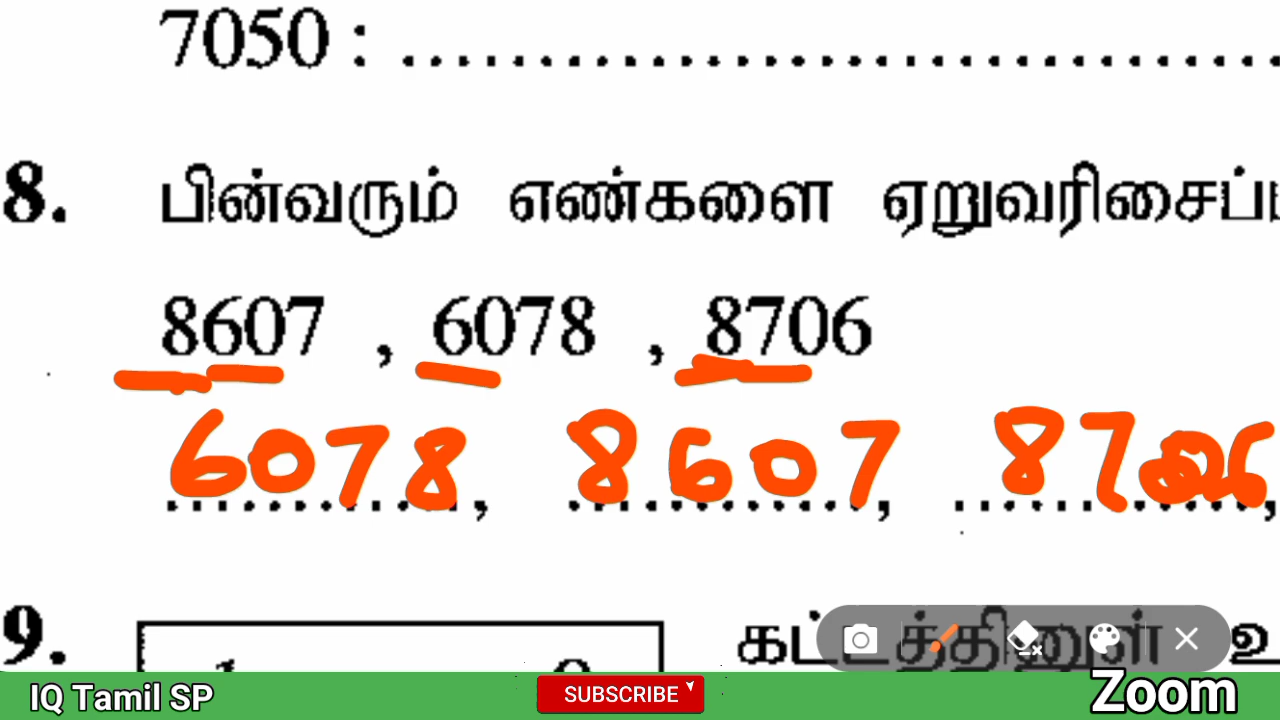 7050 : ............................
8. பின்வரும் எண்களை ஏறுவரிசைப்
8607 , 6078 , 8706
6078, 8607, 8706,
9. கட்டத்தினுள் உ
IQ Tamil SP SUBSCRIBE Zoom